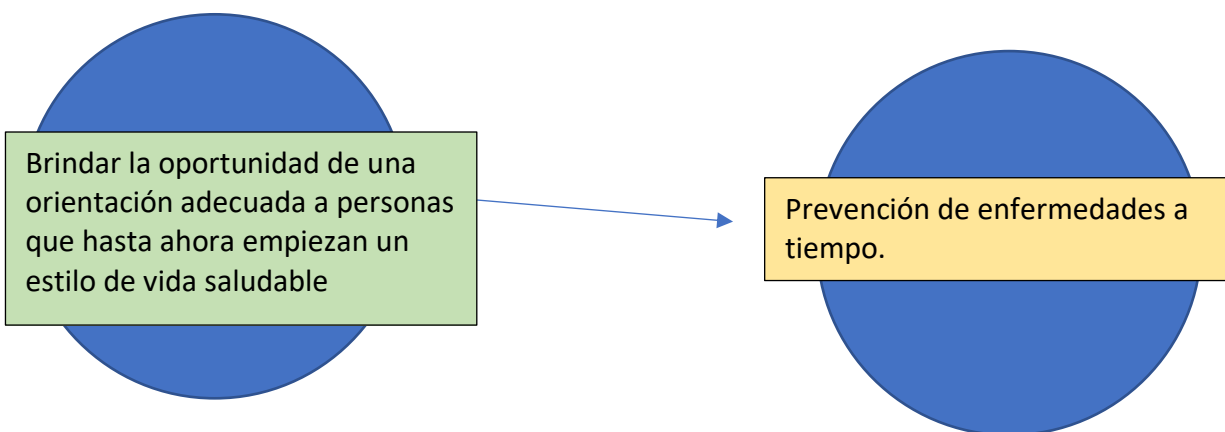 Brindar la oportunidad de una
orientación adecuada a personas
que hasta ahora empiezan un
estilo de vida saludable
Prevención de enfermedades a
tiempo.